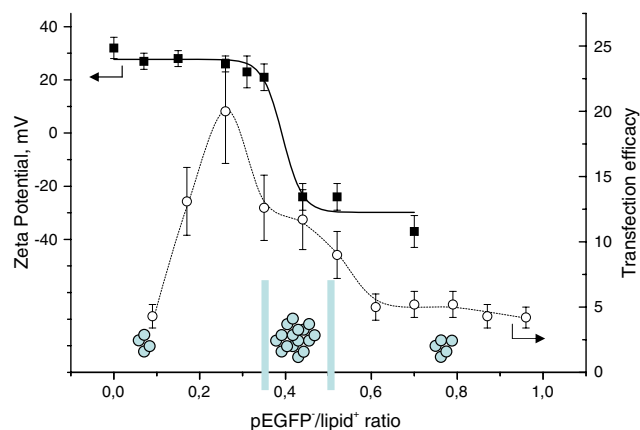 40
20
0
-20
-40
Zeta Potential, mV
25
20
15
10
5
0
Transfection efficacy
0,0 0,2 0,4 0,6 0,8 1,0
pEGFP⁻/lipid⁺ ratio